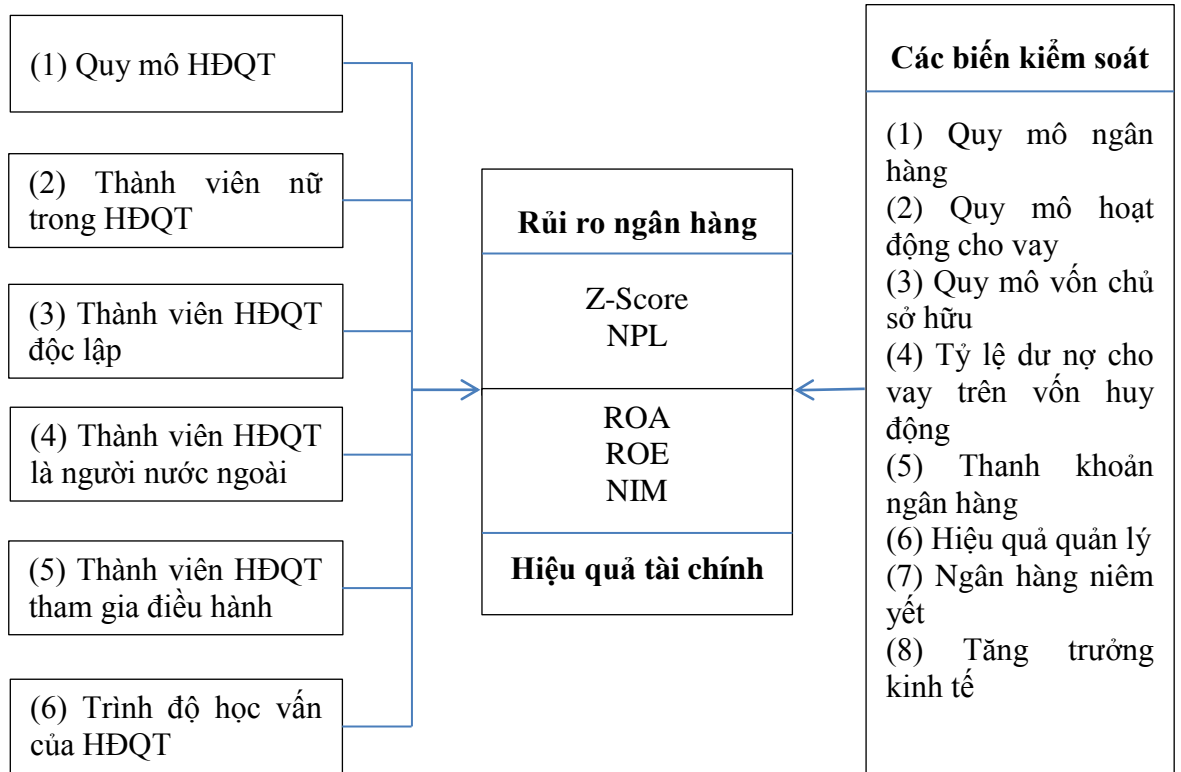 (1) Quy mô HĐQT
(2) Thành viên nữ
trong HĐQT
(3) Thành viên HĐQT
độc lập
(4) Thành viên HĐQT
là người nước ngoài
(5) Thành viên HĐQT
tham gia điều hành
(6) Trình độ học vấn
của HĐQT
Rủi ro ngân hàng
Z-Score
NPL
ROA
ROE
NIM
Hiệu quả tài chính
Các biến kiểm soát
(1) Quy mô ngân
hàng
(2) Quy mô hoạt
động cho vay
(3) Quy mô vốn chủ
sở hữu
(4) Tỷ lệ dư nợ cho
vay trên vốn huy
động
(5) Thanh khoản
ngân hàng
(6) Hiệu quả quản lý
(7) Ngân hàng niêm
yết
(8) Tăng trưởng
kinh tế